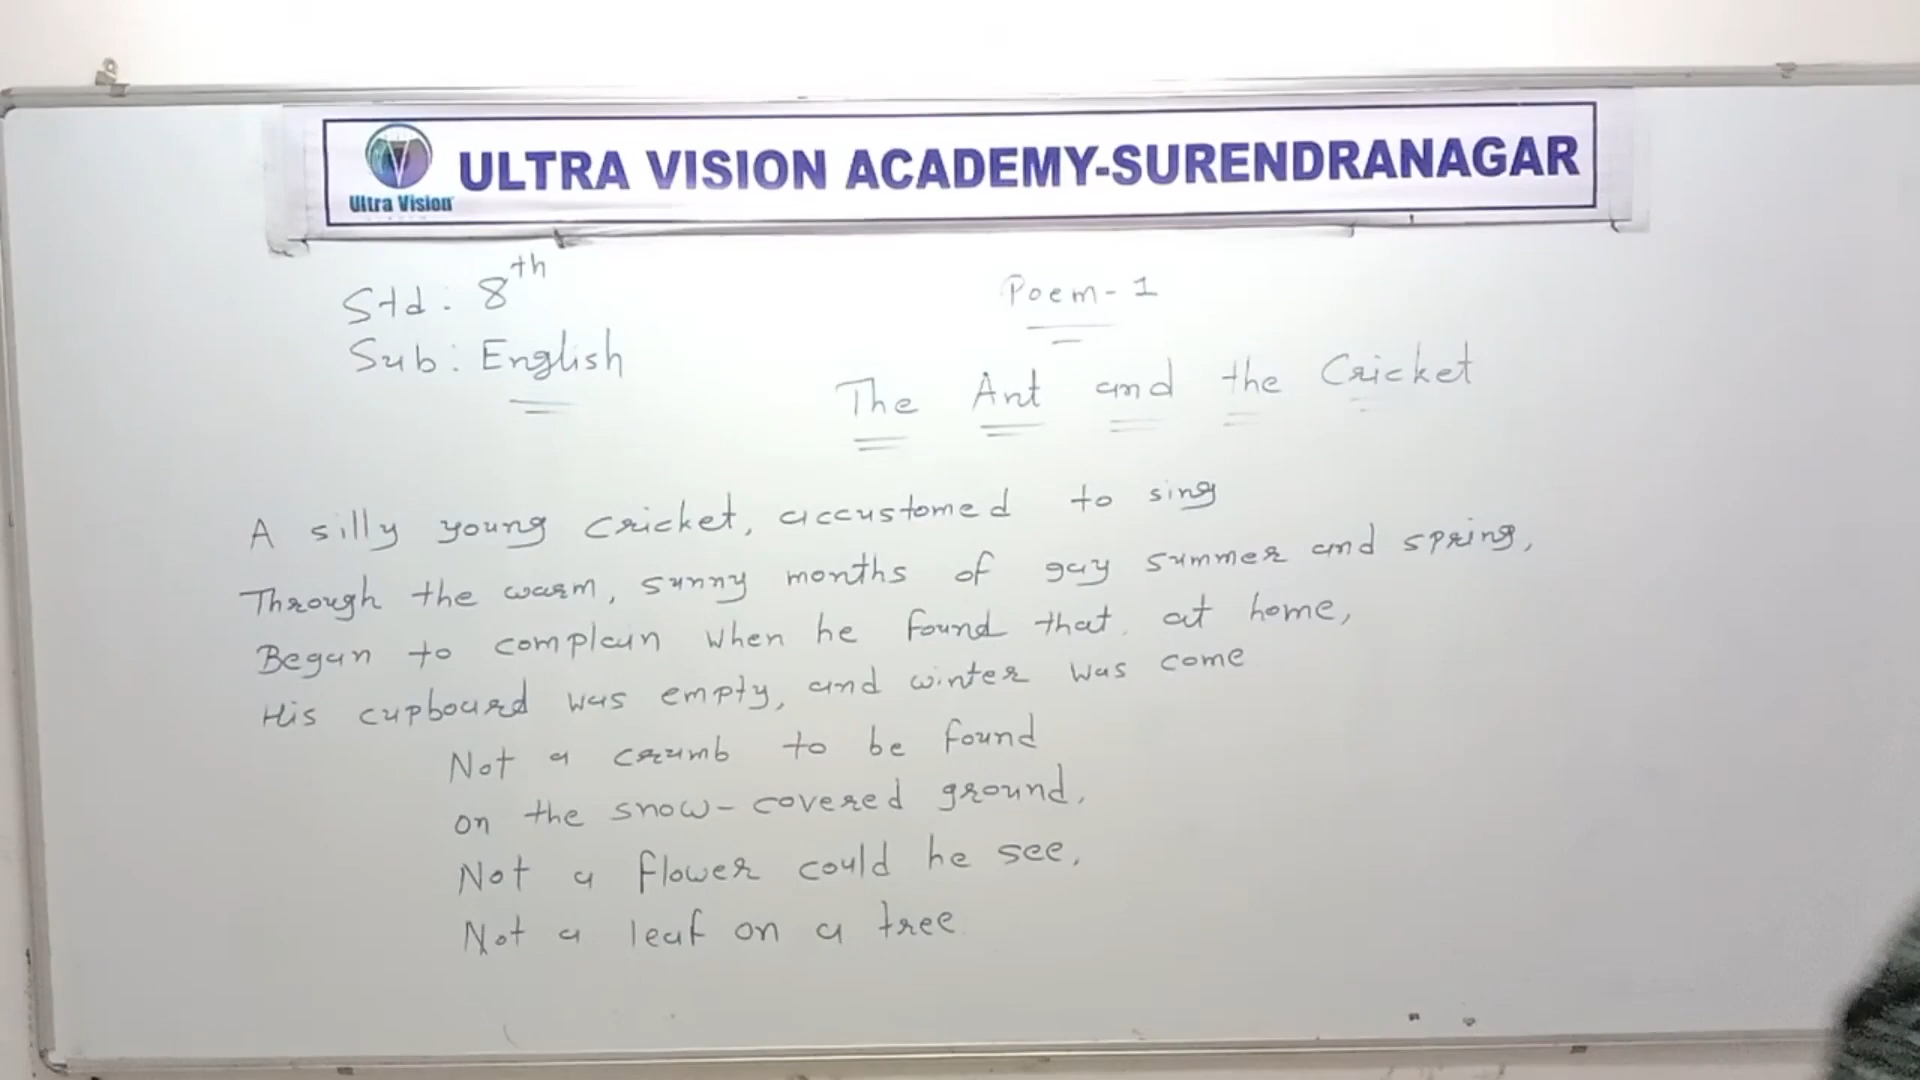 ULTRA VISION ACADEMY-SURENDRANAGAR
Ultra Vision
Std: 8th
Sub: English
Poem-1
The Ant and the Cricket
A silly young cricket, accustomed to sing
Through the warm, sunny months of gay summer and spring,
Began to complain when he found that, at home,
His cupboard was empty, and winter was come
Not a crumb to be found
on the snow-covered ground,
Not a flower could he see,
Not a leaf on a tree